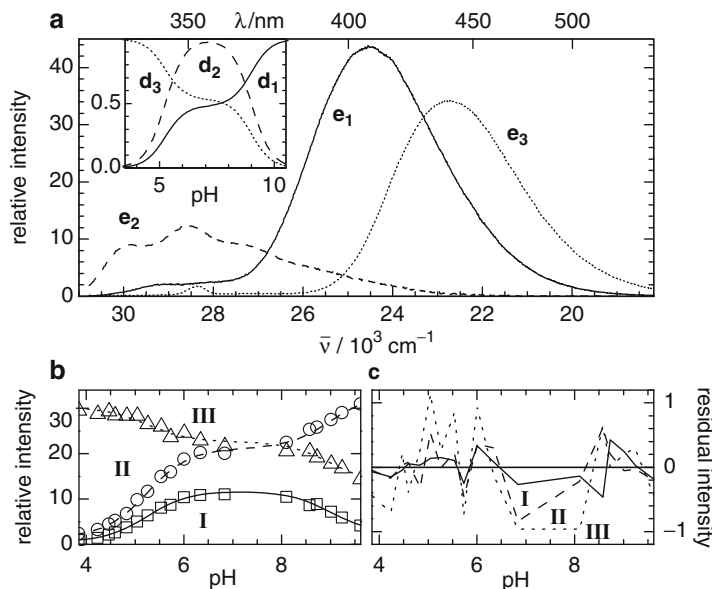 a
350 λ/nm 400 450 500
relative intensity
40
30
20
10
0
30 28 26 24 22 20
ν̄ / 10³ cm⁻¹
e₁
e₂
e₃
d₃ d₂ d₁
0.5
0.0
5 10
pH
b
relative intensity
30
20
10
0
4 6 8
pH
III
II
I
c
residual intensity
1
0
−1
4 6 8
pH
I
II
III